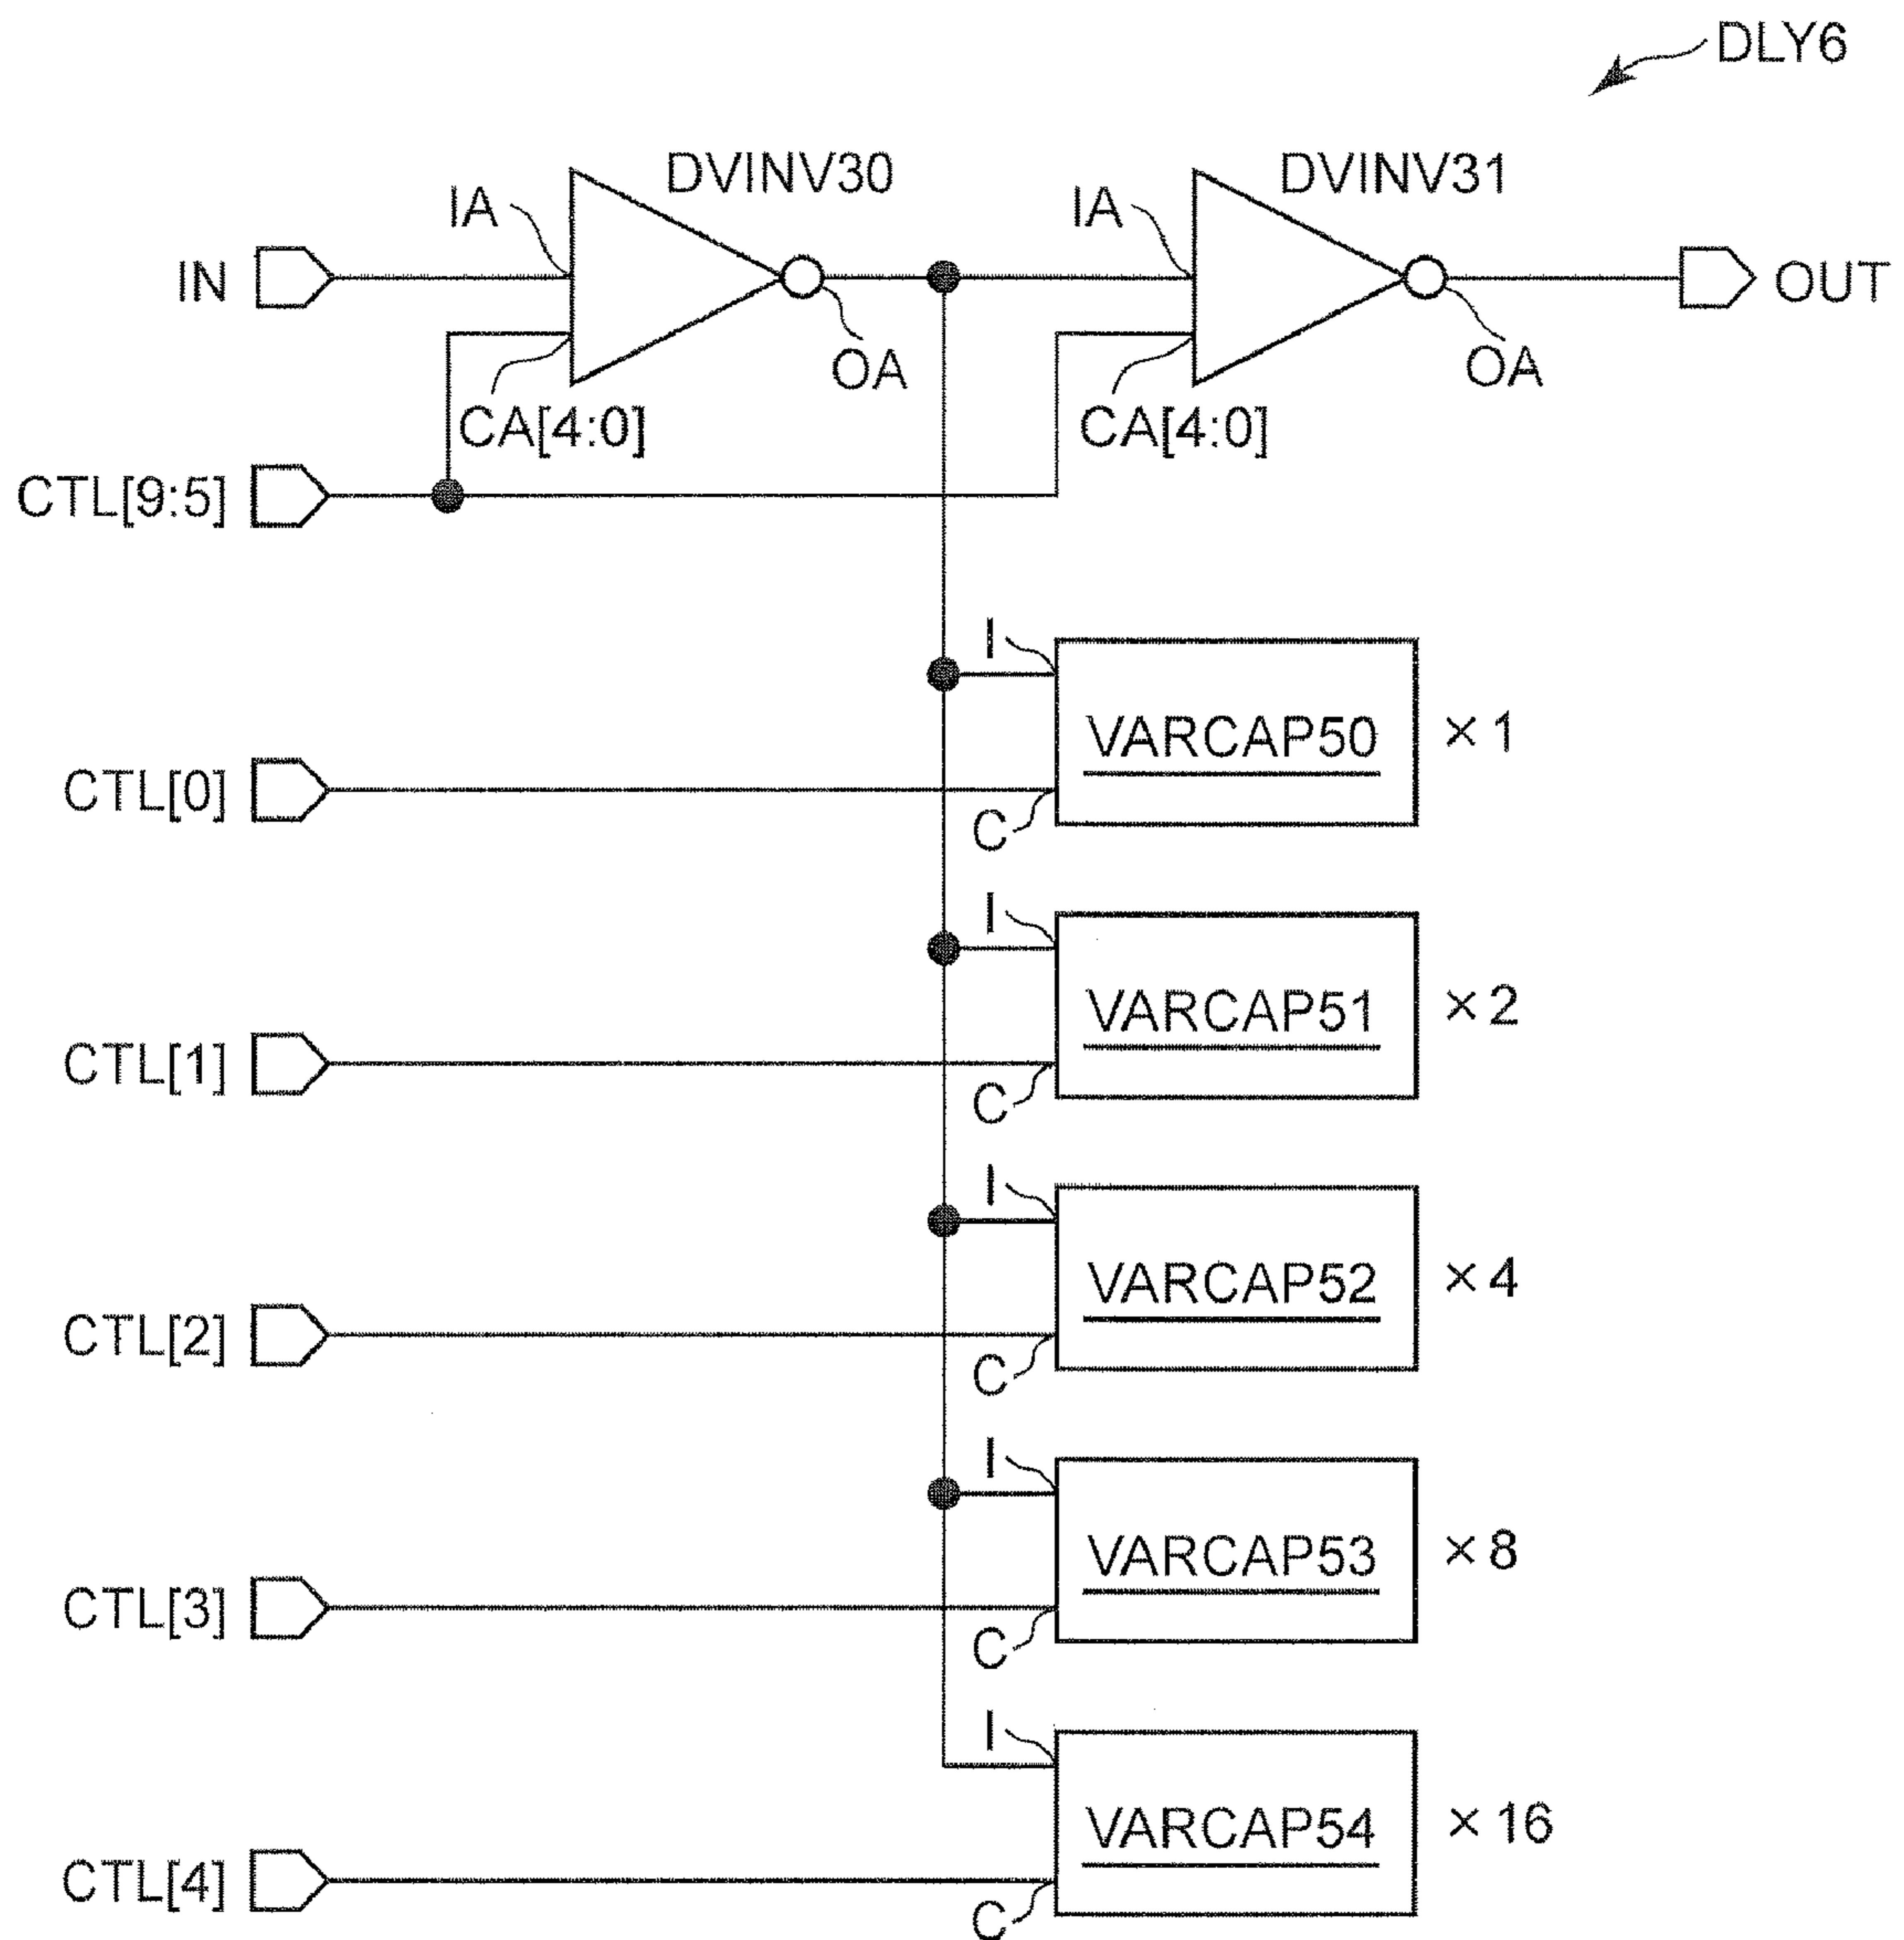 DLY6
DVINV30
DVINV31
IA
IA
IN
OUT
OA
OA
CA[4:0]
CA[4:0]
CTL[9:5]
I
VARCAP50
×1
CTL[0]
C
I
VARCAP51
×2
CTL[1]
C
I
VARCAP52
×4
CTL[2]
C
I
VARCAP53
×8
CTL[3]
C
I
VARCAP54
×16
CTL[4]
C